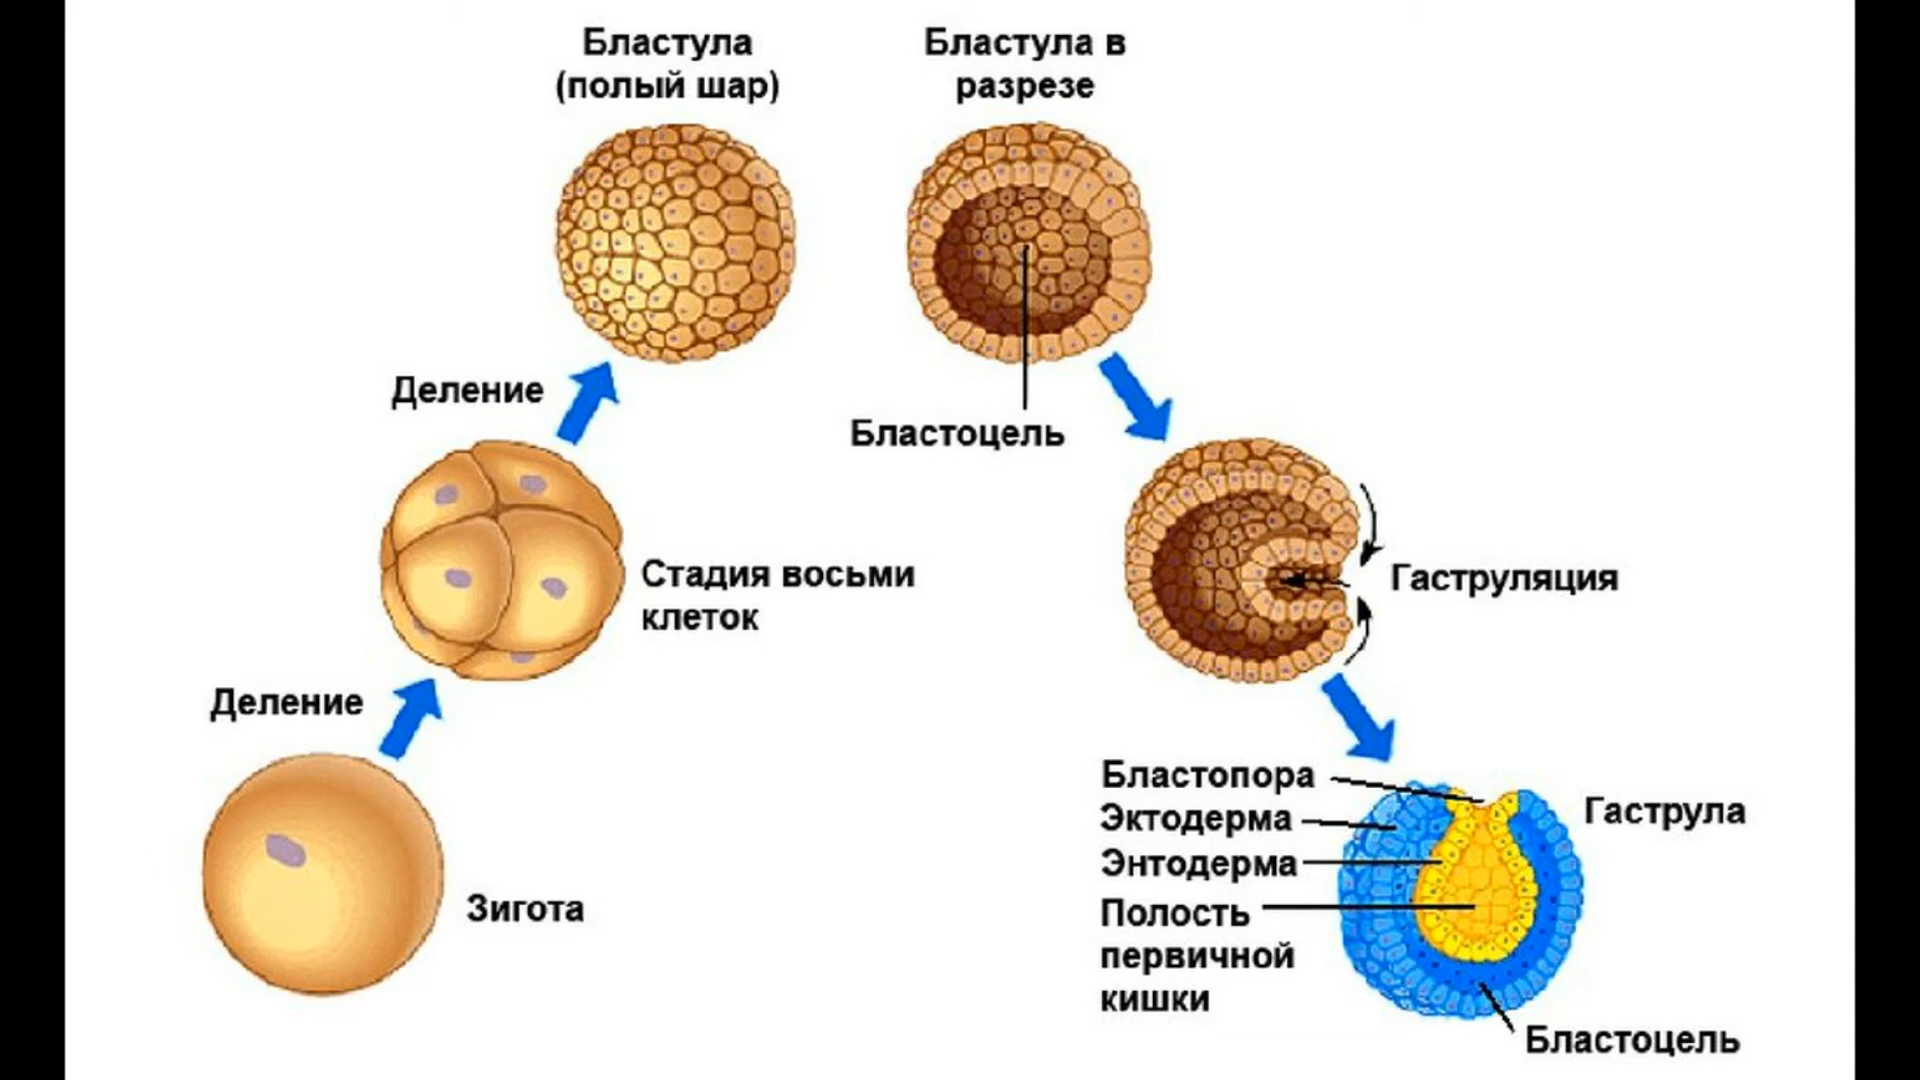 Бластула
(полый шар)
Бластула в
разрезе
Деление
Бластоцель
Стадия восьми
клеток
Гаструляция
Деление
Зигота
Бластопора
Эктодерма
Энтодерма
Полость
первичной
кишки
Гаструла
Бластоцель